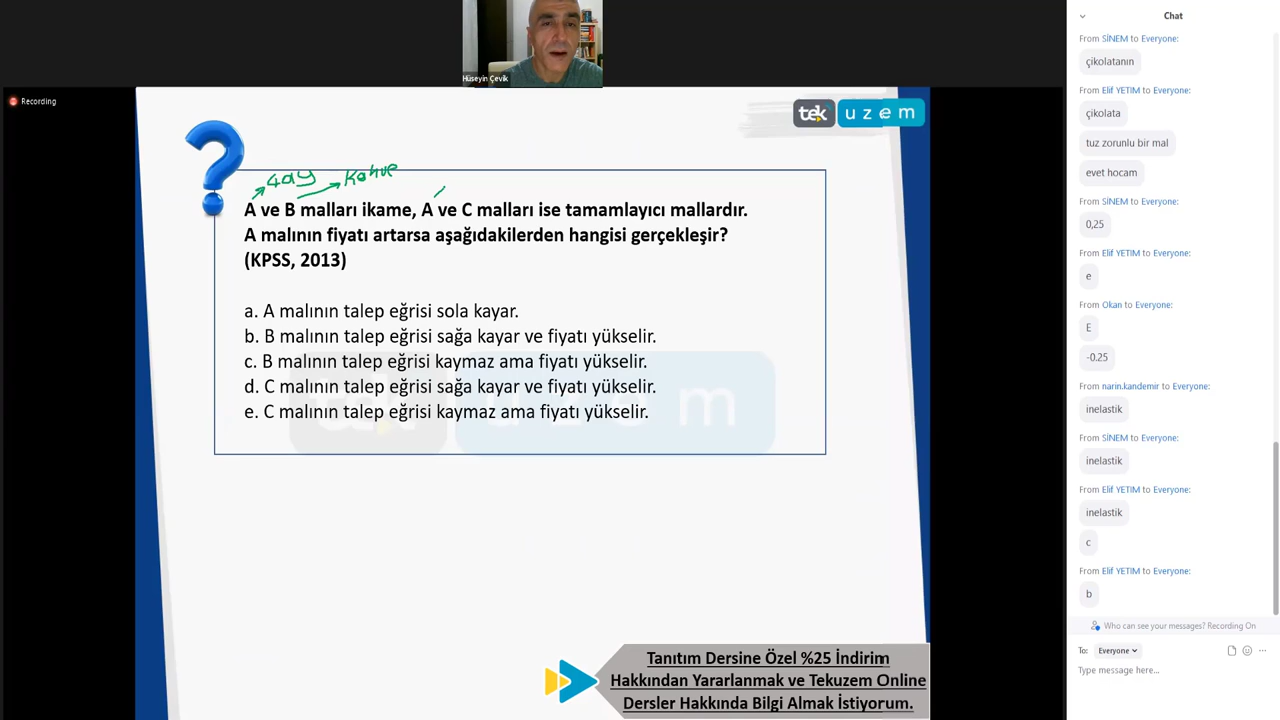 Hüseyin Çevik
Recording
tek uzem
Çay
Kahve
A ve B malları ikame, A ve C malları ise tamamlayıcı mallardır.
A malının fiyatı artarsa aşağıdakilerden hangisi gerçekleşir?
(KPSS, 2013)
a. A malının talep eğrisi sola kayar.
b. B malının talep eğrisi sağa kayar ve fiyatı yükselir.
c. B malının talep eğrisi kaymaz ama fiyatı yükselir.
d. C malının talep eğrisi sağa kayar ve fiyatı yükselir.
e. C malının talep eğrisi kaymaz ama fiyatı yükselir.
tek uzem
Tanıtım Dersine Özel %25 İndirim
Hakkından Yararlanmak ve Tekuzem Online
Dersler Hakkında Bilgi Almak İstiyorum.
Chat
From SİNEM to Everyone:
çikolatanın
From Elif YETIM to Everyone:
çikolata
tuz zorunlu bir mal
evet hocam
From SİNEM to Everyone:
0,25
From Elif YETIM to Everyone:
e
From Okan to Everyone:
E
-0.25
From narin.kandemir to Everyone:
inelastik
From SİNEM to Everyone:
inelastik
From Elif YETIM to Everyone:
inelastik
c
From Elif YETIM to Everyone:
b
Who can see your messages? Recording On
To: Everyone
Type message here...